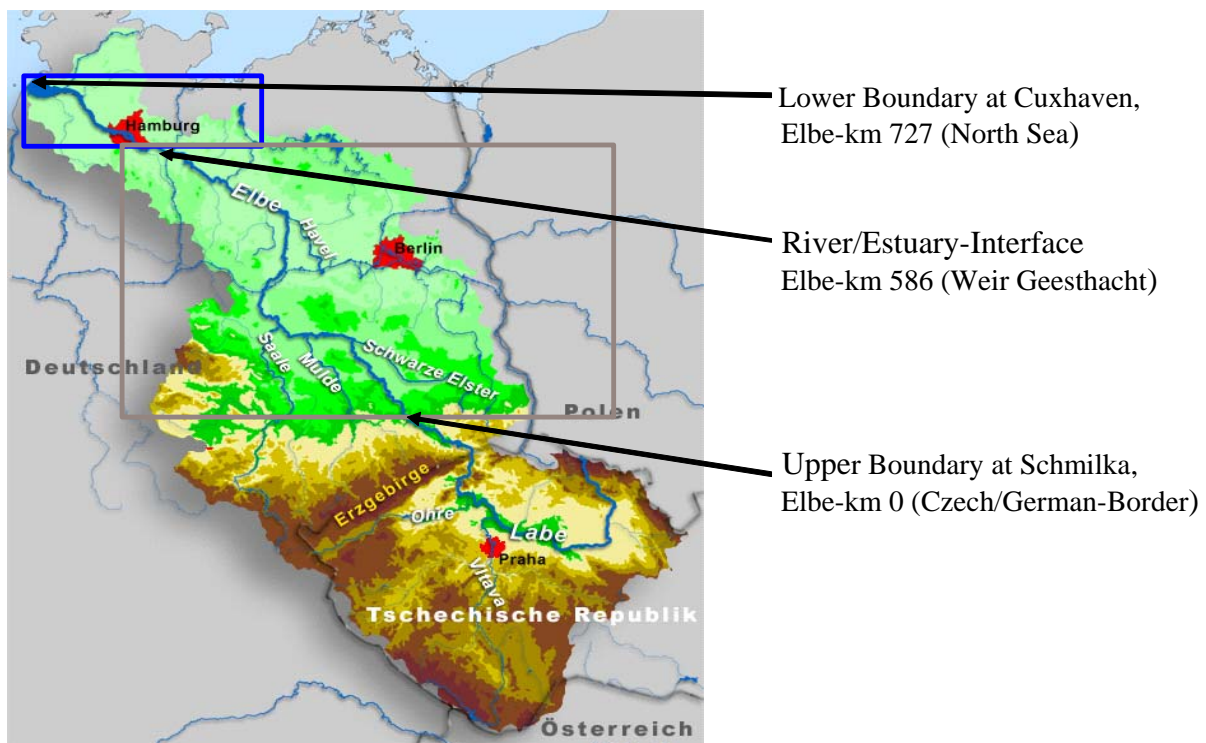 Hamburg
Elbe
Havel
Berlin
Saale
Mulde
Schwarze Elster
Deutschland
Polen
Erzgebirge
Ohre
Labe
Praha
Vltava
Tschechische Republik
Österreich
Lower Boundary at Cuxhaven,
Elbe-km 727 (North Sea)
River/Estuary-Interface
Elbe-km 586 (Weir Geesthacht)
Upper Boundary at Schmilka,
Elbe-km 0 (Czech/German-Border)